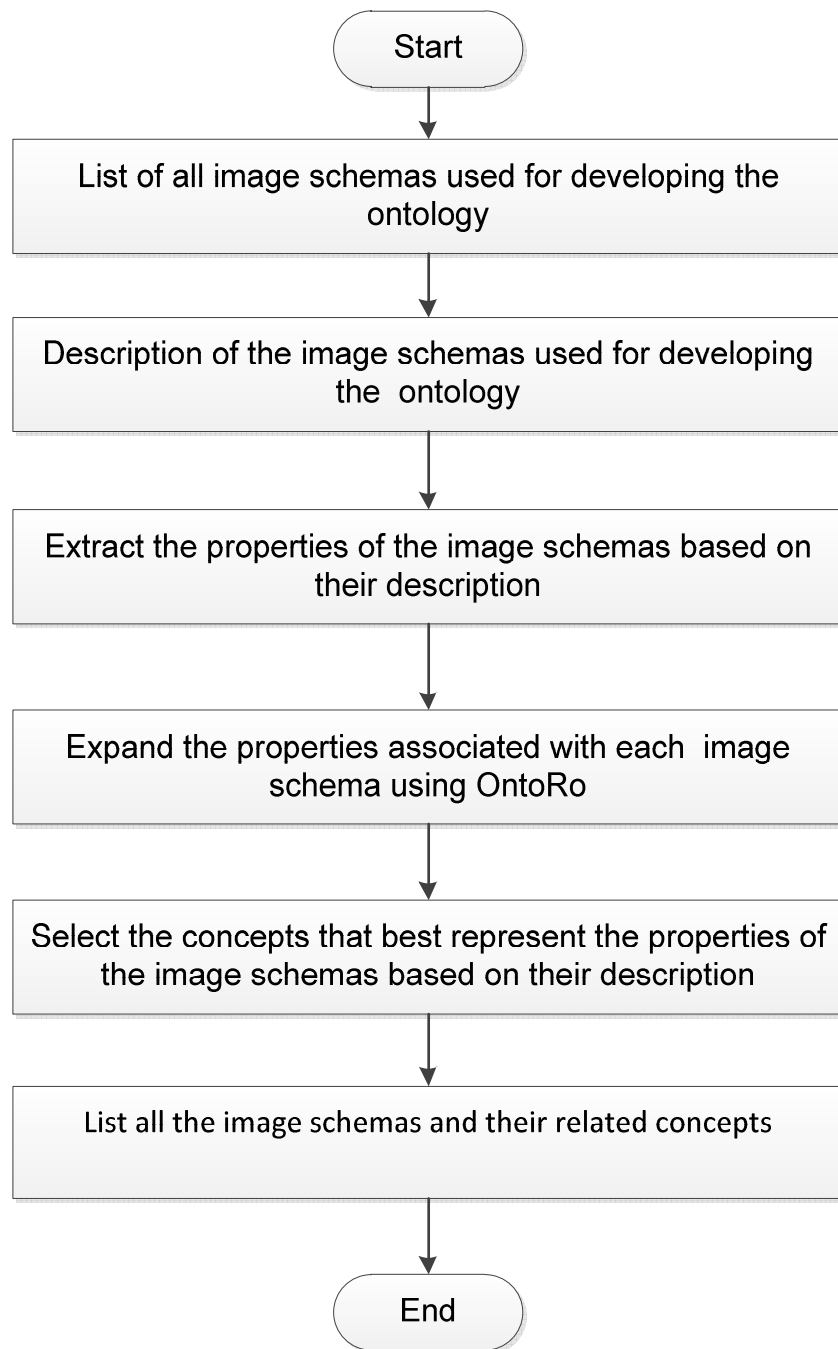 Start
List of all image schemas used for developing the
ontology
Description of the image schemas used for developing
the  ontology
Extract the properties of the image schemas based on
their description
Expand the properties associated with each  image
schema using OntoRo
Select the concepts that best represent the properties of
the image schemas based on their description
List all the image schemas and their related concepts
End